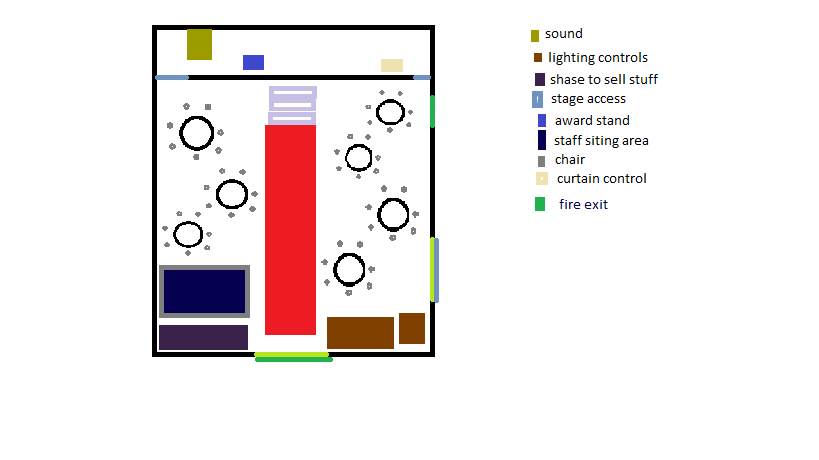 sound
lighting controls
shase to sell stuff
stage access
award stand
staff siting area
chair
curtain control
fire exit